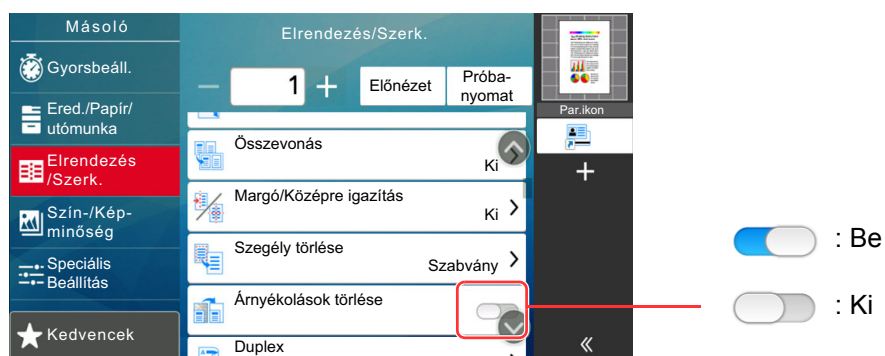 Másoló
Gyorsbeáll.
Ered./Papír/
utómunka
Elrendezés
/Szerk.
Szín-/Kép-
minőség
Speciális
Beállítás
Kedvencek
Elrendezés/Szerk.
1
Előnézet
Próba-
nyomat
Összevonás
Ki
Margó/Középre igazítás
Ki
Szegély törlése
Szabvány
Árnyékolások törlése
Duplex
Par.ikon
: Be
: Ki